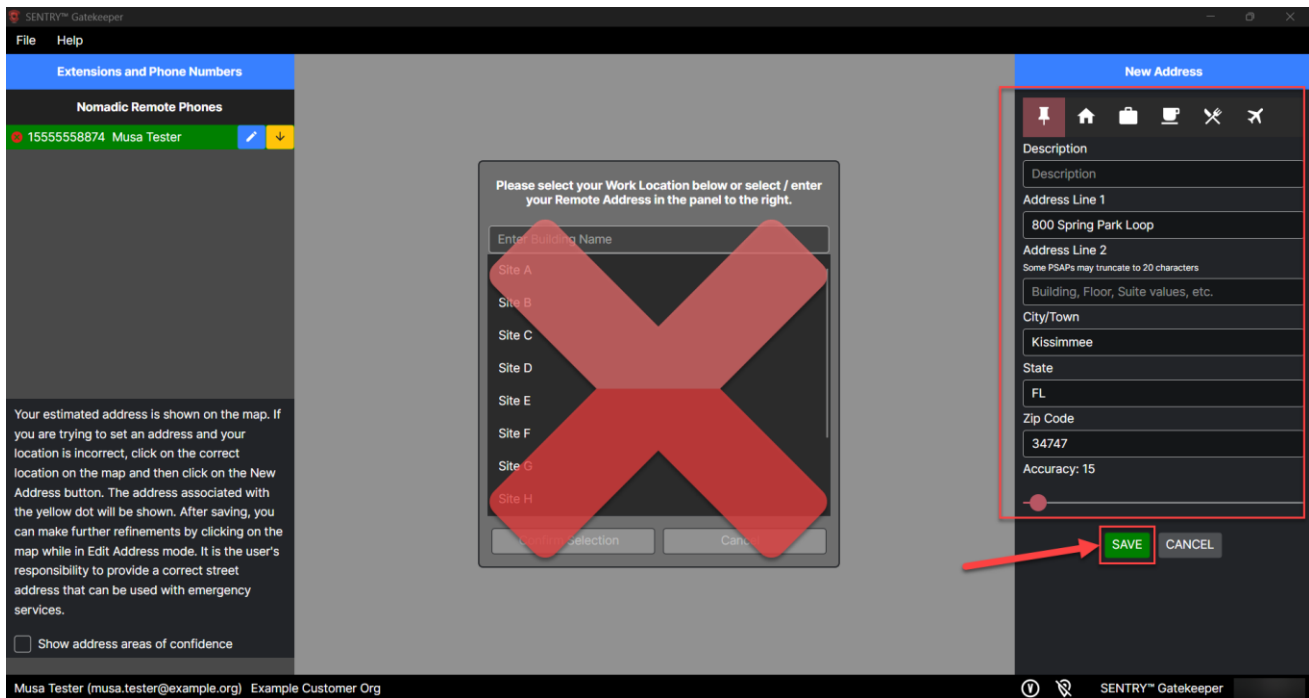 SENTRY™ Gatekeeper
File Help
Extensions and Phone Numbers
Nomadic Remote Phones
15555558874 Musa Tester
Your estimated address is shown on the map. If
you are trying to set an address and your
location is incorrect, click on the correct
location on the map and then click on the New
Address button. The address associated with
the yellow dot will be shown. After saving, you
can make further refinements by clicking on the
map while in Edit Address mode. It is the user's
responsibility to provide a correct street
address that can be used with emergency
services.
Show address areas of confidence
Please select your Work Location below or select / enter
your Remote Address in the panel to the right.
Enter Building Name
Site A
Site B
Site C
Site D
Site E
Site F
Site G
Site H
Confirm Selection Cancel
New Address
Description
Description
Address Line 1
800 Spring Park Loop
Address Line 2
Some PSAPs may truncate to 20 characters
Building, Floor, Suite values, etc.
City/Town
Kissimmee
State
FL
Zip Code
34747
Accuracy: 15
SAVE CANCEL
Musa Tester (musa.tester@example.org) Example Customer Org
V SENTRY™ Gatekeeper